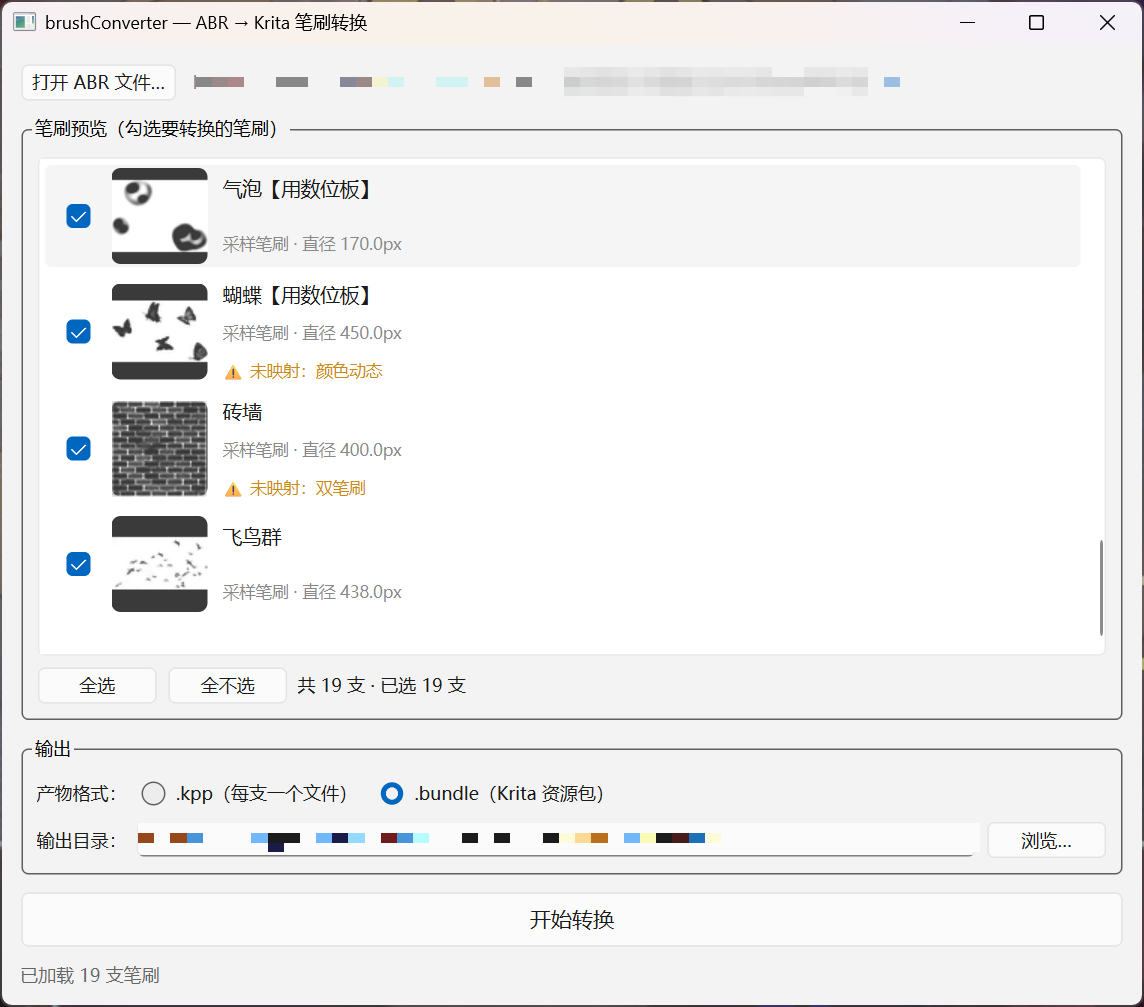 brushConverter — ABR → Krita 笔刷转换
打开 ABR 文件...
笔刷预览（勾选要转换的笔刷）
气泡【用数位板】
采样笔刷 · 直径 170.0px
蝴蝶【用数位板】
采样笔刷 · 直径 450.0px
未映射：颜色动态
砖墙
采样笔刷 · 直径 400.0px
未映射：双笔刷
飞鸟群
采样笔刷 · 直径 438.0px
全选 全不选 共 19 支 · 已选 19 支
输出
产物格式： .kpp（每支一个文件） .bundle（Krita 资源包）
输出目录： 浏览...
开始转换
已加载 19 支笔刷